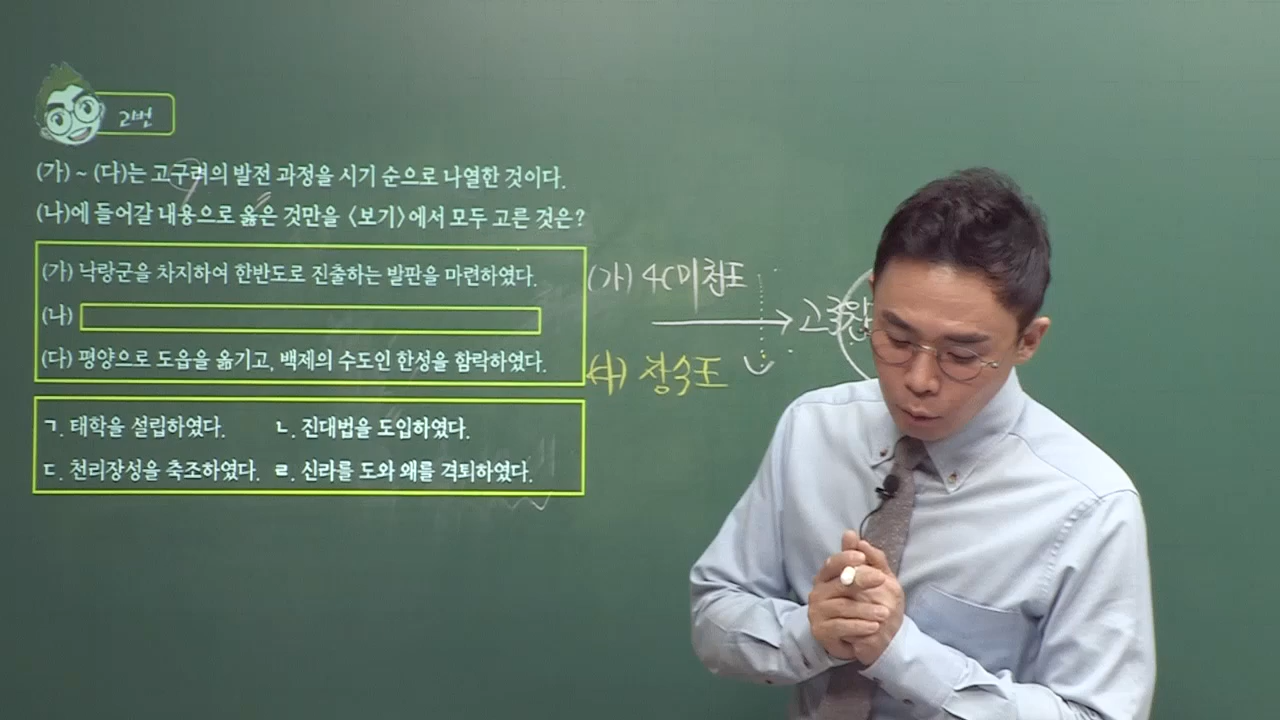 2번
(가) ~ (다)는 고구려의 발전 과정을 시기 순으로 나열한 것이다.
(나)에 들어갈 내용으로 옳은 것만을 〈보기〉에서 모두 고른 것은?
(가) 낙랑군을 차지하여 한반도로 진출하는 발판을 마련하였다.
(나)
(다) 평양으로 도읍을 옮기고, 백제의 수도인 한성을 함락하였다.
ㄱ. 태학을 설립하였다. ㄴ. 진대법을 도입하였다.
ㄷ. 천리장성을 축조하였다. ㄹ. 신라를 도와 왜를 격퇴하였다.
(가) 4C 미천왕
장수왕